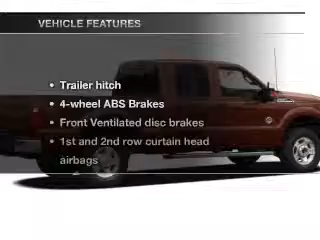 VEHICLE FEATURES
• Trailer hitch
• 4-wheel ABS Brakes
• Front Ventilated disc brakes
• 1st and 2nd row curtain head
airbags